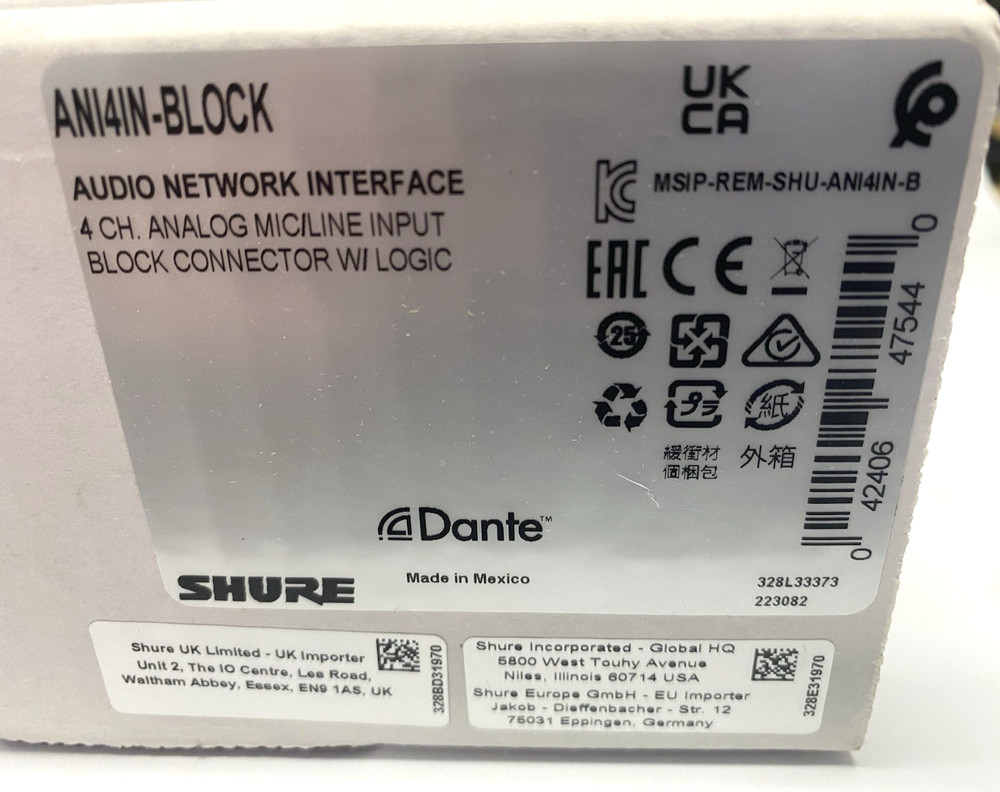 ANI4IN-BLOCK
AUDIO NETWORK INTERFACE
4 CH. ANALOG MIC/LINE INPUT
BLOCK CONNECTOR W/ LOGIC
UK
CA
MSIP-REM-SHU-ANI4IN-B
EAC CE
25
プラ 紙
緩衝材 外箱
個梱包
0 42406 47544 0
Dante™
SHURE
Made in Mexico
328L33373
223082
Shure UK Limited - UK Importer
Unit 2, The IO Centre, Lea Road,
Waltham Abbey, Essex, EN9 1AS, UK
328BD31970
Shure Incorporated - Global HQ
5800 West Touhy Avenue
Niles, Illinois 60714 USA
Shure Europe GmbH - EU Importer
Jakob - Dieffenbacher - Str. 12
75031 Eppingen, Germany
328E31970